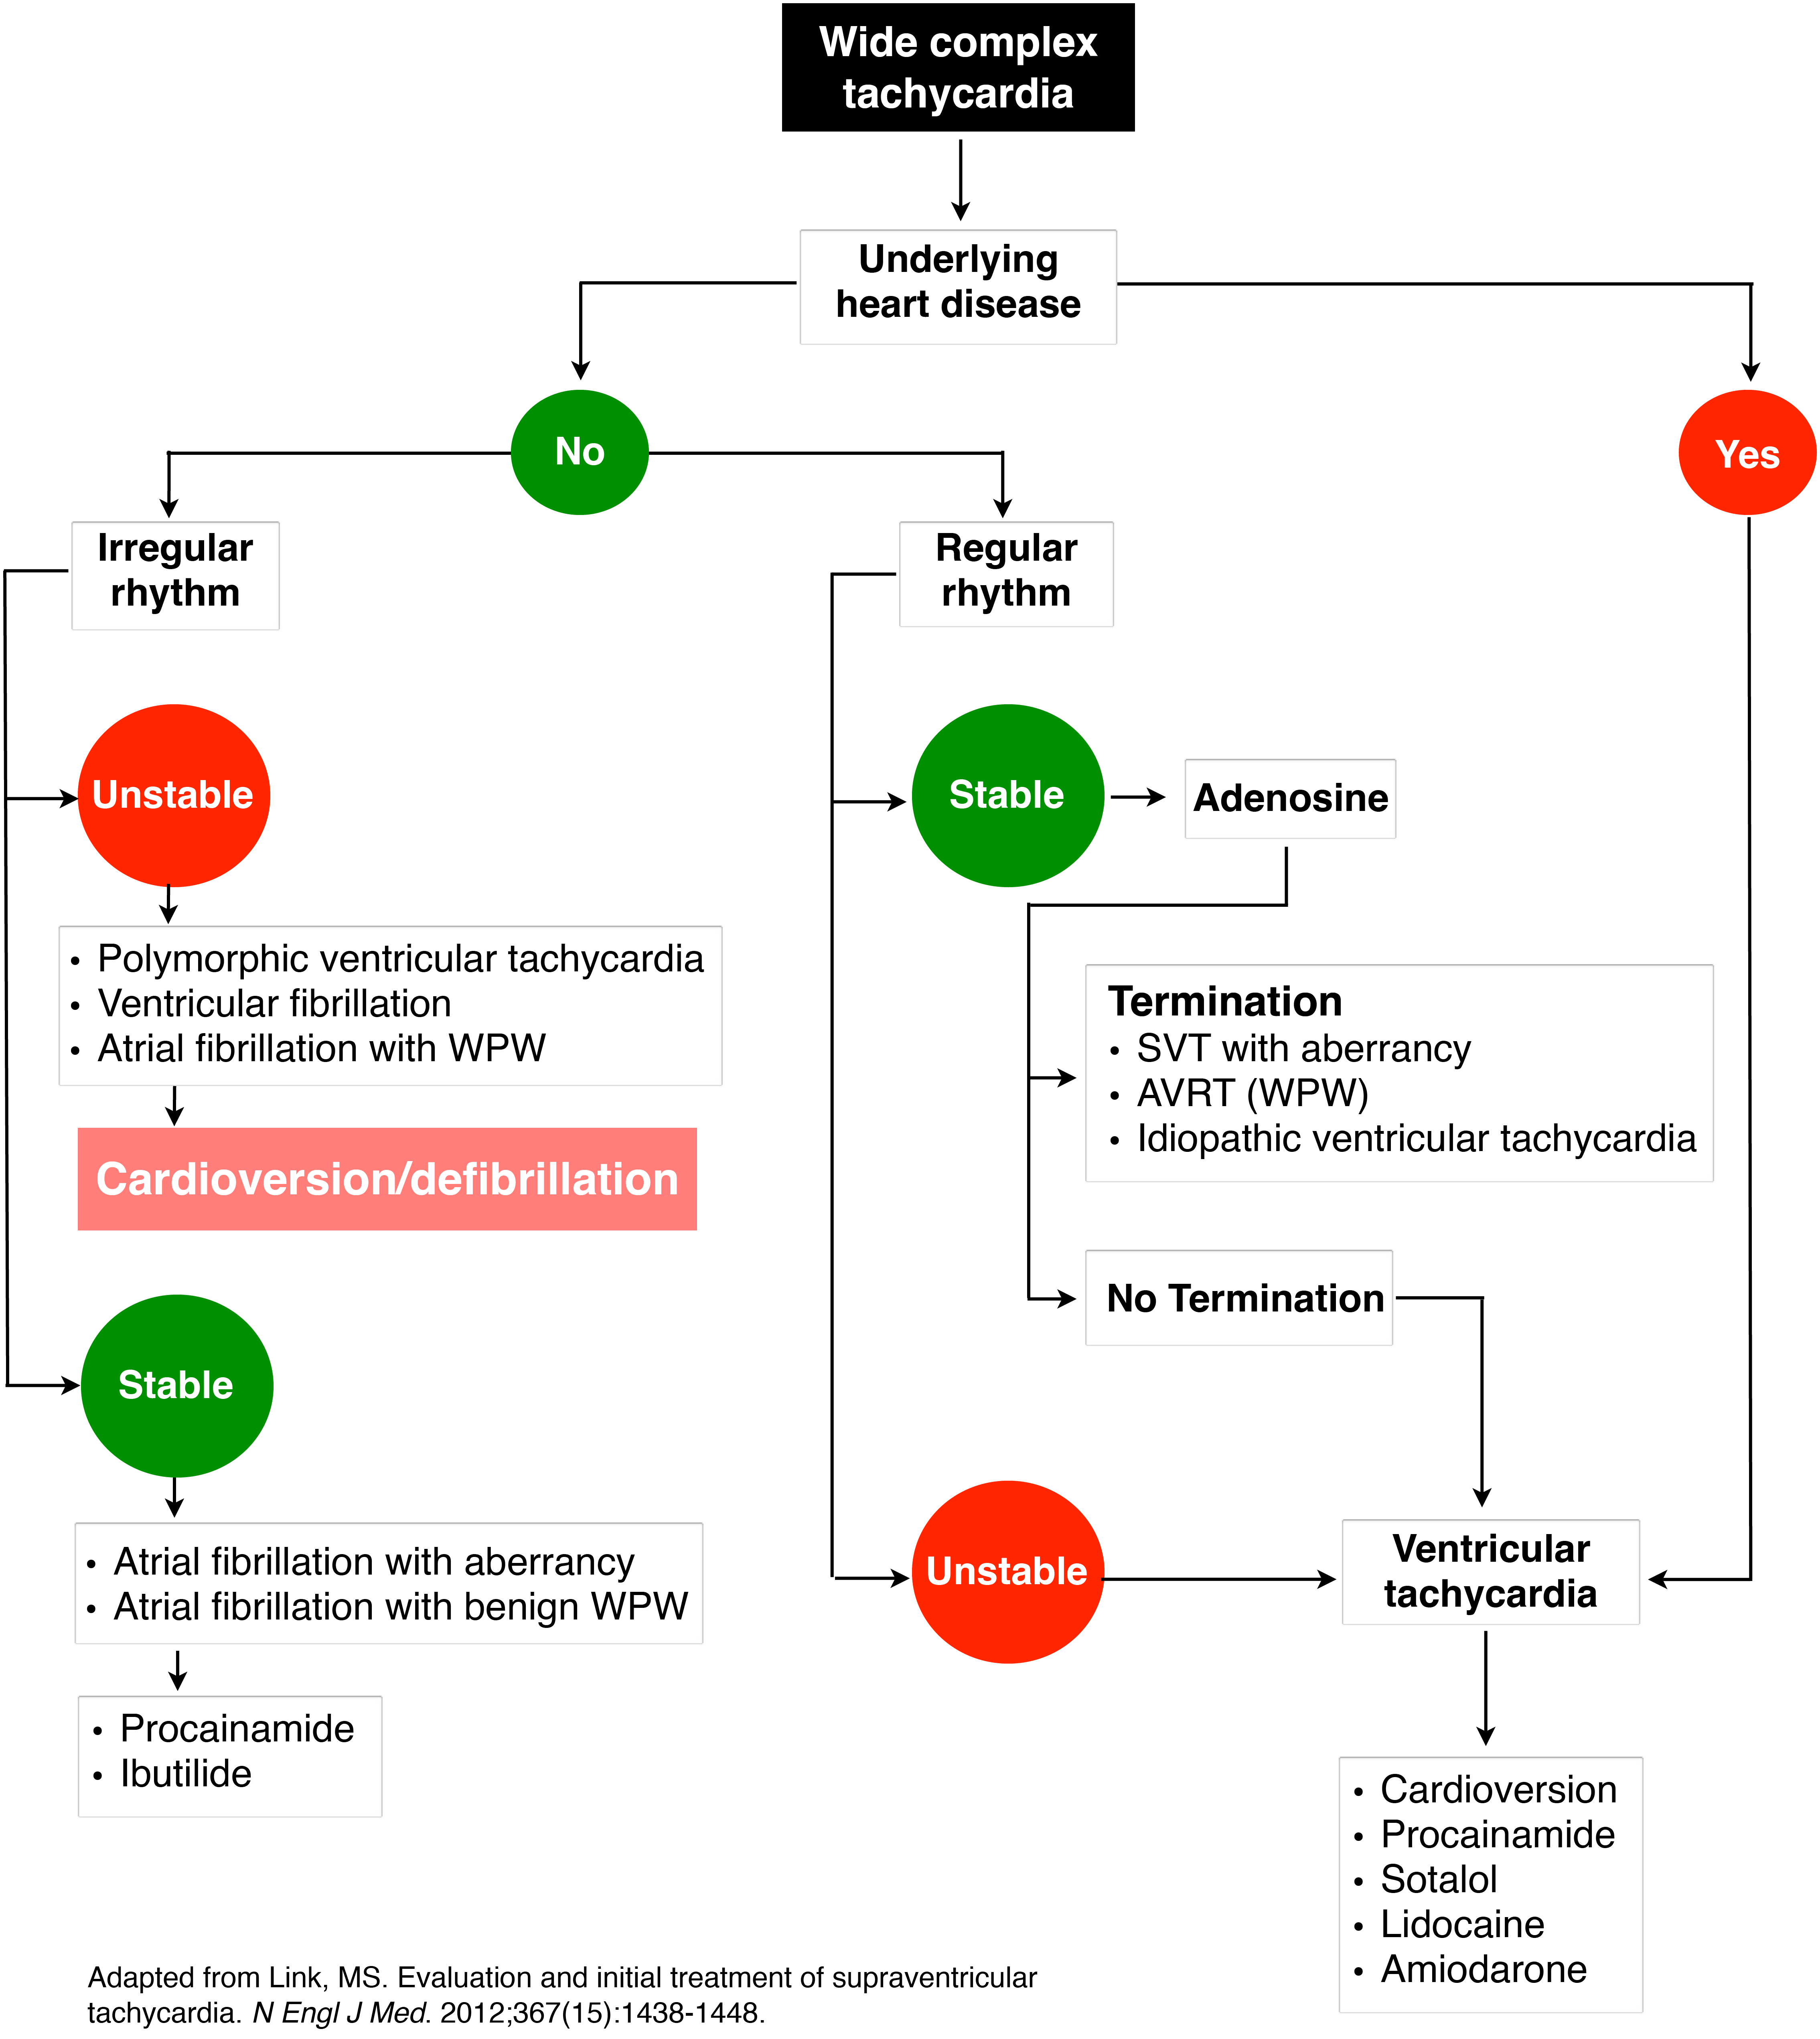 Wide complex
tachycardia
Underlying
heart disease
No
Yes
Irregular
rhythm
Regular
rhythm
Unstable
• Polymorphic ventricular tachycardia
• Ventricular fibrillation
• Atrial fibrillation with WPW
Cardioversion/defibrillation
Stable
• Atrial fibrillation with aberrancy
• Atrial fibrillation with benign WPW
• Procainamide
• Ibutilide
Stable
Adenosine
Termination
• SVT with aberrancy
• AVRT (WPW)
• Idiopathic ventricular tachycardia
No Termination
Unstable
Ventricular
tachycardia
• Cardioversion
• Procainamide
• Sotalol
• Lidocaine
• Amiodarone
Adapted from Link, MS. Evaluation and initial treatment of supraventricular
tachycardia. N Engl J Med. 2012;367(15):1438-1448.